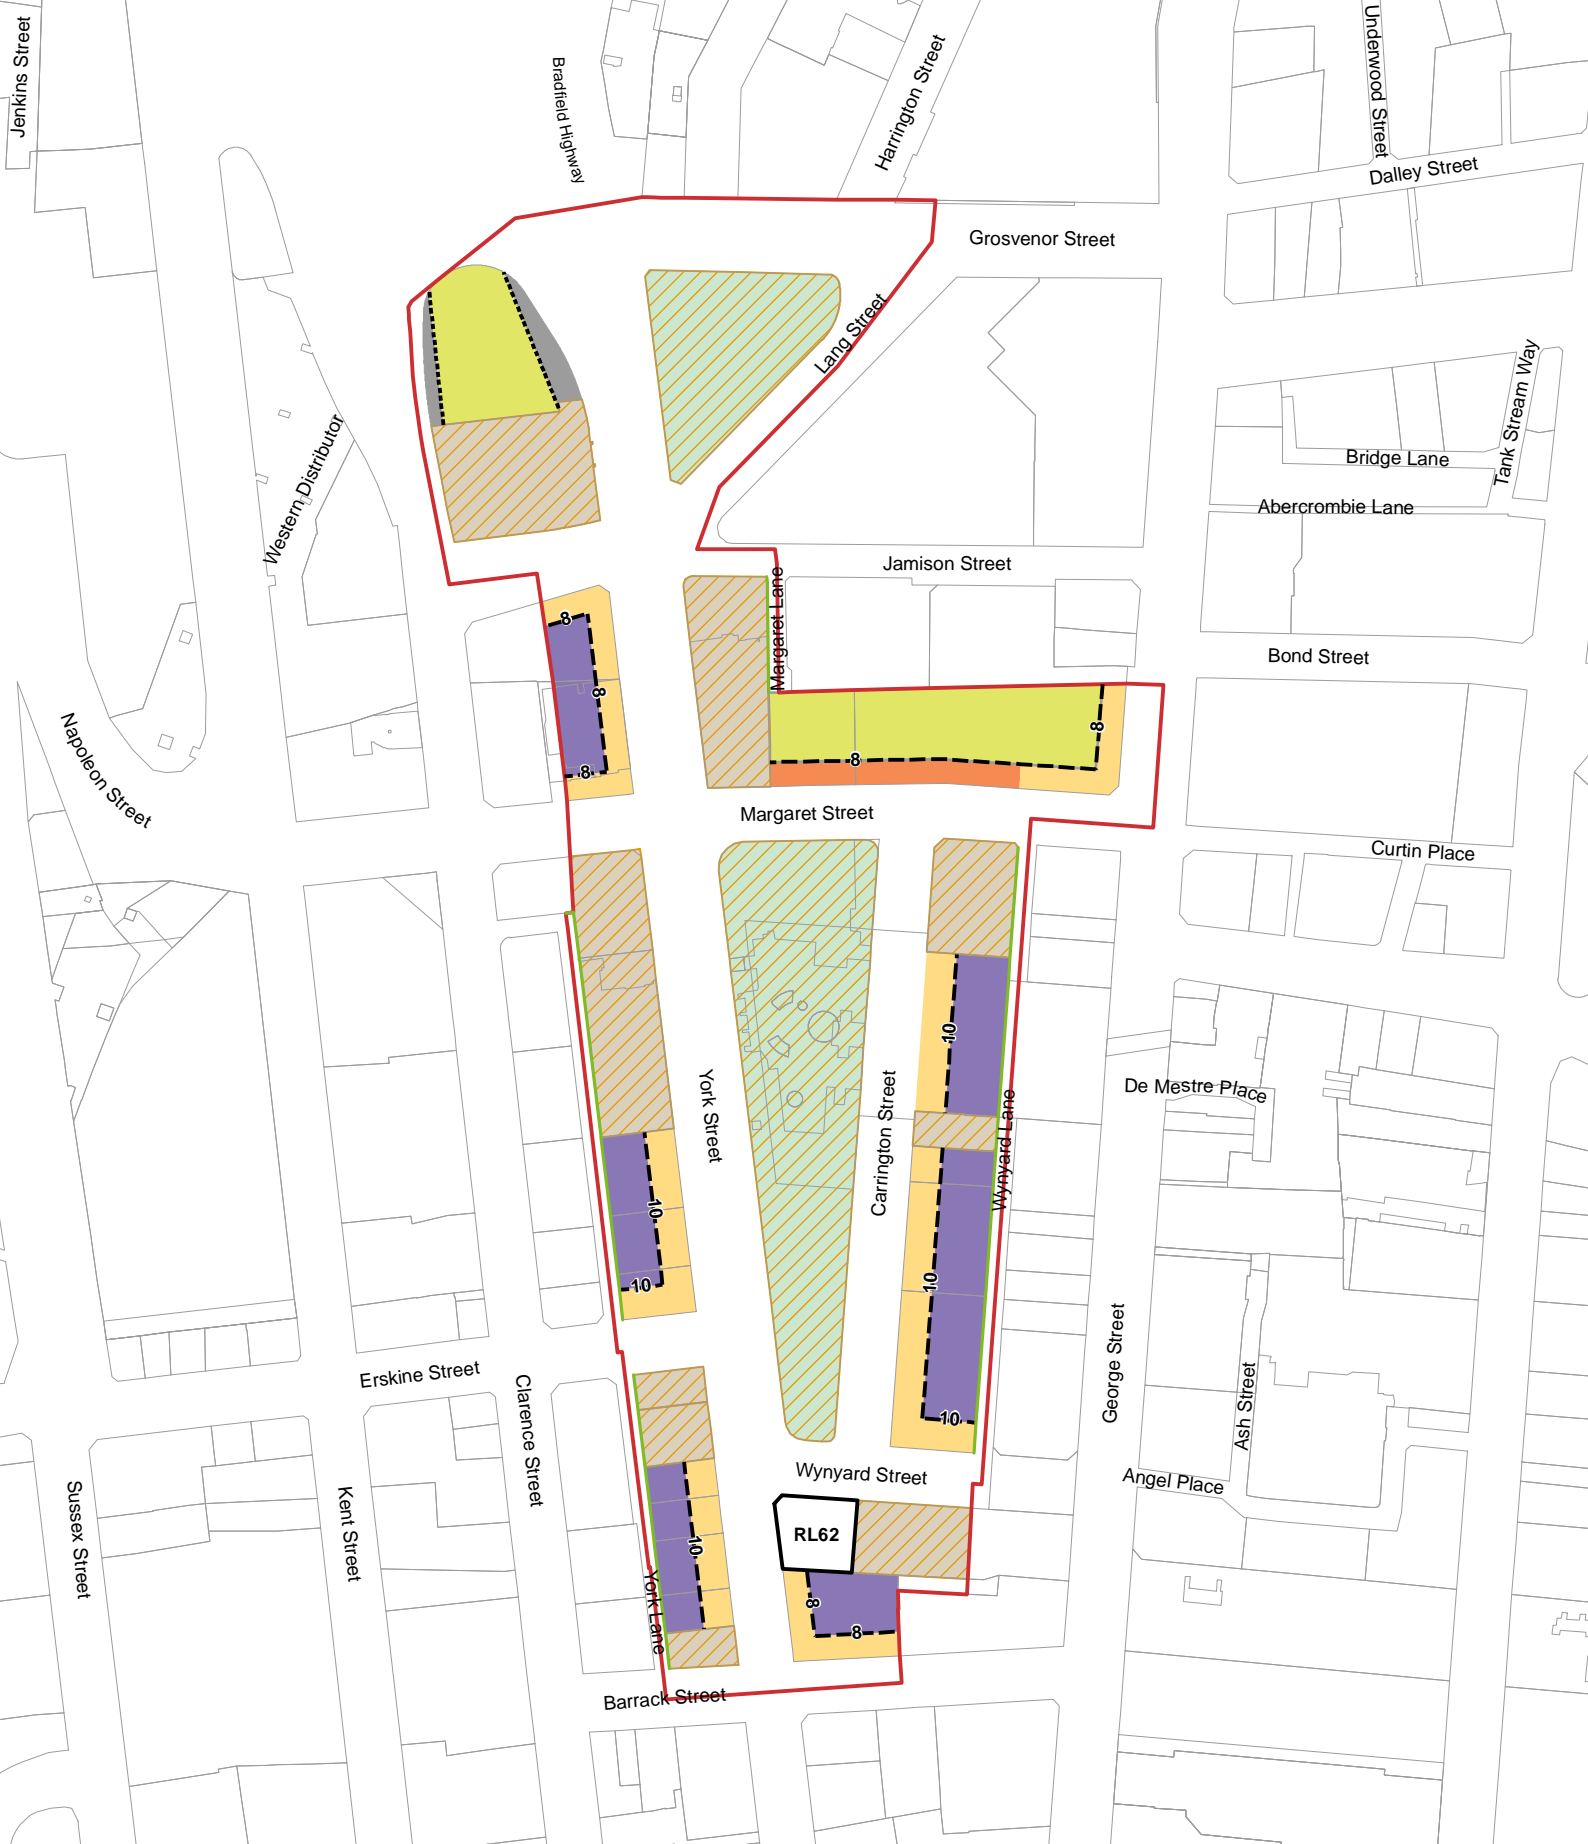 Jenkins Street
Bradfield Highway
Harrington Street
Underwood Street
Dalley Street
Grosvenor Street
Lang Street
Tank Stream Way
Bridge Lane
Western Distributor
Abercrombie Lane
Jamison Street
Margaret Lane
8
Bond Street
8
Napoleon Street
8
8
8
Margaret Street
Curtin Place
10
York Street
Carrington Street
De Mestre Place
Wynyard Lane
10
10
10
George Street
Erskine Street
Clarence Street
Ash Street
10
Wynyard Street
Angel Place
Sussex Street
Kent Street
RL62
10
York Lane
8
8
Barrack Street